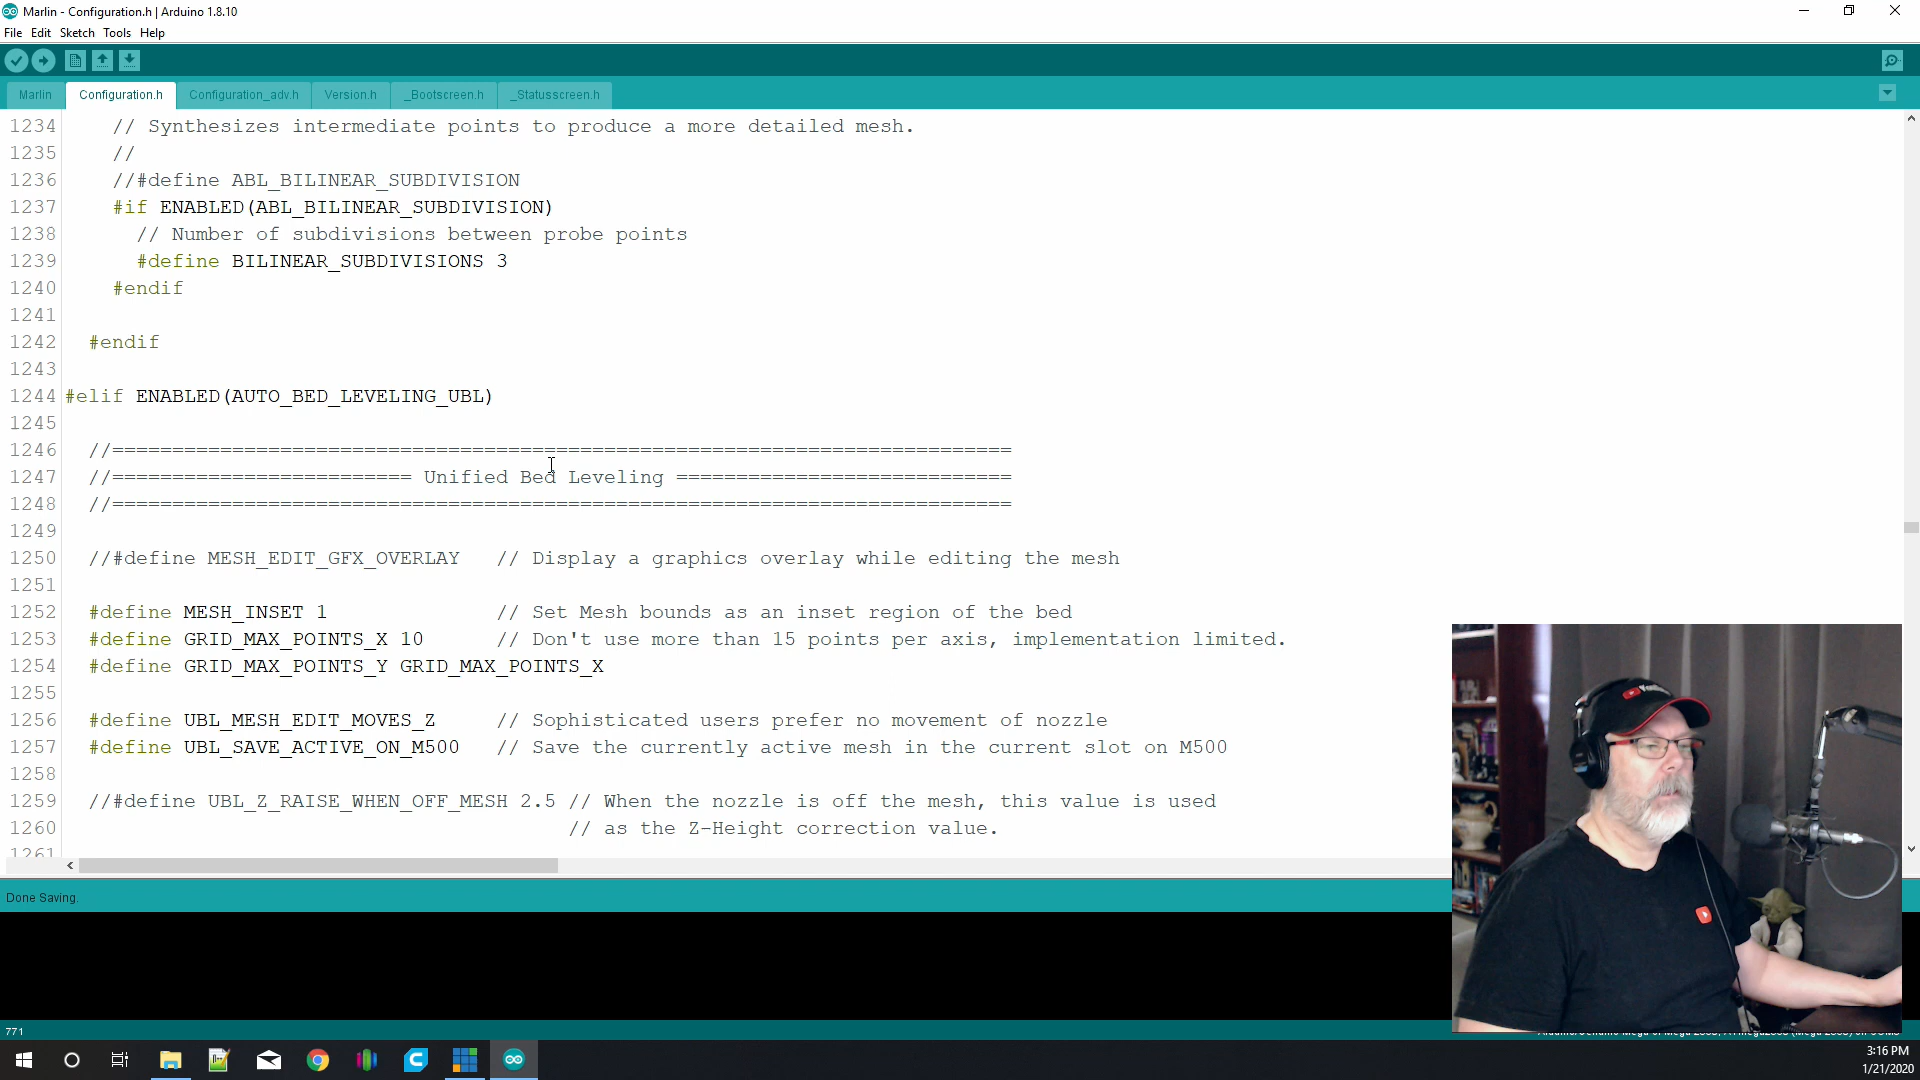 Marlin - Configuration.h | Arduino 1.8.10
File Edit Sketch Tools Help
Marlin Configuration.h Configuration_adv.h Version.h _Bootscreen.h _Statusscreen.h
1234 // Synthesizes intermediate points to produce a more detailed mesh.
1235 //
1236 //#define ABL_BILINEAR_SUBDIVISION
1237 #if ENABLED(ABL_BILINEAR_SUBDIVISION)
1238 // Number of subdivisions between probe points
1239 #define BILINEAR_SUBDIVISIONS 3
1240 #endif
1241
1242 #endif
1243
1244 #elif ENABLED(AUTO_BED_LEVELING_UBL)
1245
1246 //===========================================================================
1247 //========================= Unified Bed Leveling ============================
1248 //===========================================================================
1249
1250 //#define MESH_EDIT_GFX_OVERLAY // Display a graphics overlay while editing the mesh
1251
1252 #define MESH_INSET 1 // Set Mesh bounds as an inset region of the bed
1253 #define GRID_MAX_POINTS_X 10 // Don't use more than 15 points per axis, implementation limited.
1254 #define GRID_MAX_POINTS_Y GRID_MAX_POINTS_X
1255
1256 #define UBL_MESH_EDIT_MOVES_Z // Sophisticated users prefer no movement of nozzle
1257 #define UBL_SAVE_ACTIVE_ON_M500 // Save the currently active mesh in the current slot on M500
1258
1259 //#define UBL_Z_RAISE_WHEN_OFF_MESH 2.5 // When the nozzle is off the mesh, this value is used
1260 // as the Z-Height correction value.
1261
Done Saving.
771
3:16 PM
1/21/2020